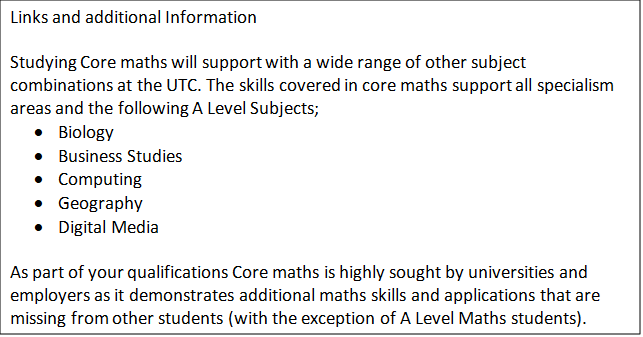 Links and additional Information
Studying Core maths will support with a wide range of other subject
combinations at the UTC. The skills covered in core maths support all specialism
areas and the following A Level Subjects;
• Biology
• Business Studies
• Computing
• Geography
• Digital Media
As part of your qualifications Core maths is highly sought by universities and
employers as it demonstrates additional maths skills and applications that are
missing from other students (with the exception of A Level Maths students).